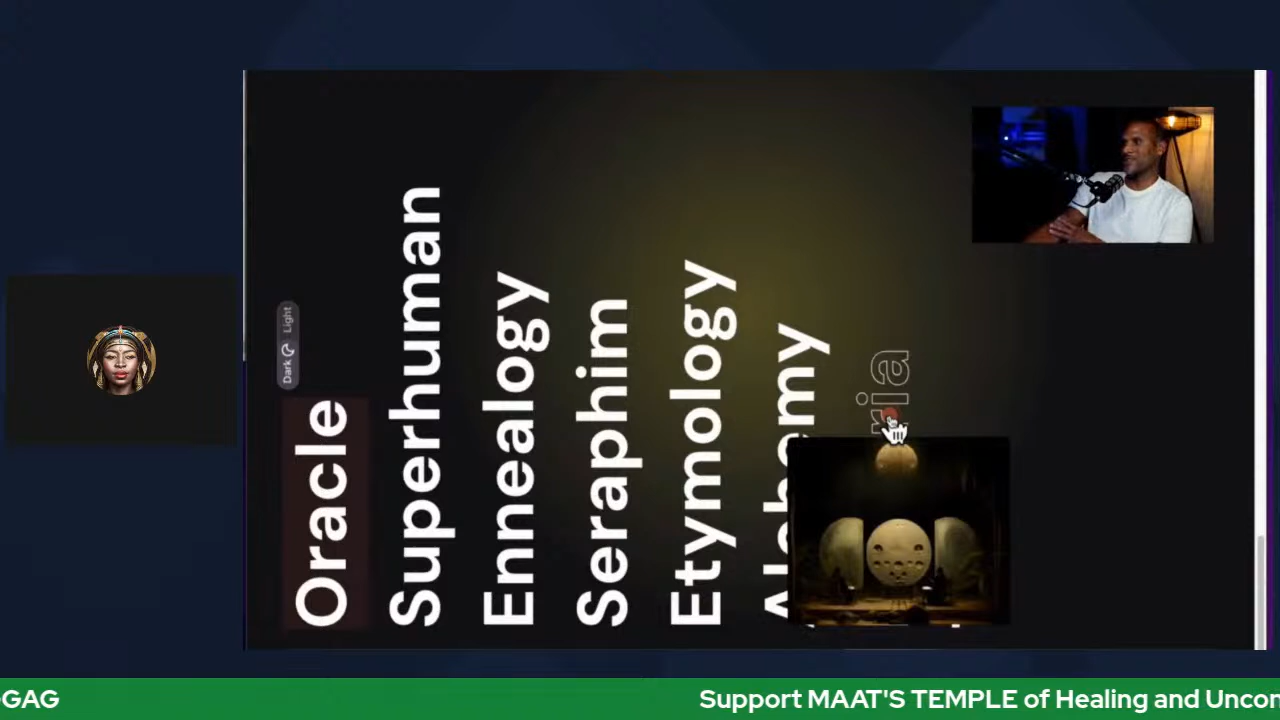 Dark Light
Oracle
Superhuman
Ennealogy
Seraphim
Etymology
GAG
Support MAAT'S TEMPLE of Healing and Uncon